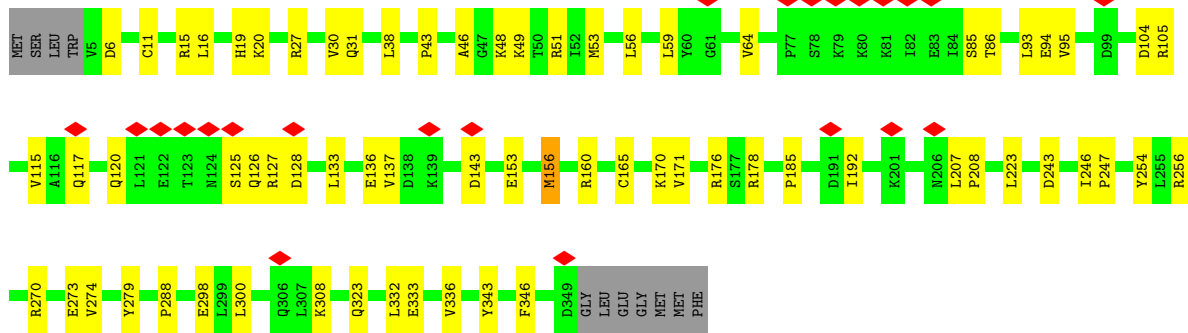 MET SER LEU TRP V5 D6 C11 R15 L16 H19 K20 R27 V30 Q31 L38 P43 A46 G47 K48 K49 T50 R51 I52 M53 L56 L59 Y60 G61 V64 P77 S78 K79 K80 K81 I82 E83 I84 S85 T86 L93 E94 V95 D99 D104 R105
V115 A116 Q117 Q120 L121 E122 T123 N124 S125 Q126 R127 D128 L133 E136 V137 D138 K139 D143 E153 M156 R160 C165 K170 V171 R176 S177 R178 P185 D191 I192 K201 N206 L207 P208 L223 D243 I246 P247 Y254 L255 R256
R270 E273 V274 Y279 P288 E298 L299 L300 Q306 L307 K308 Q323 L332 E333 V336 Y343 F346 D349 GLY LEU GLU GLY MET MET PHE